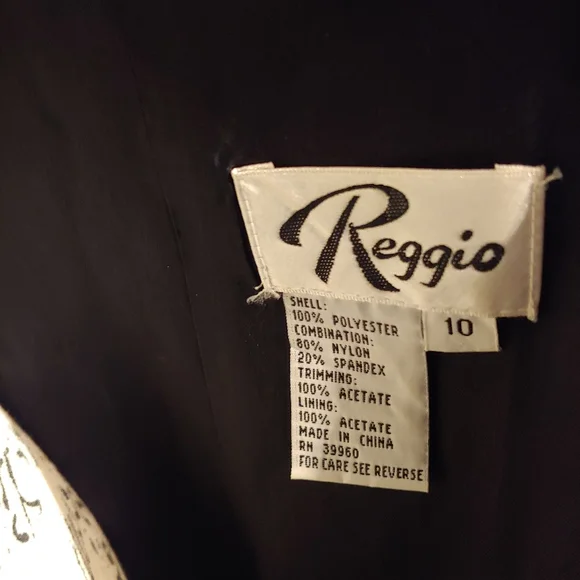 Reggio
10
SHELL:
100% POLYESTER
COMBINATION:
80% NYLON
20% SPANDEX
TRIMMING:
100% ACETATE
LINING:
100% ACETATE
MADE IN CHINA
RN 39960
FOR CARE SEE REVERSE